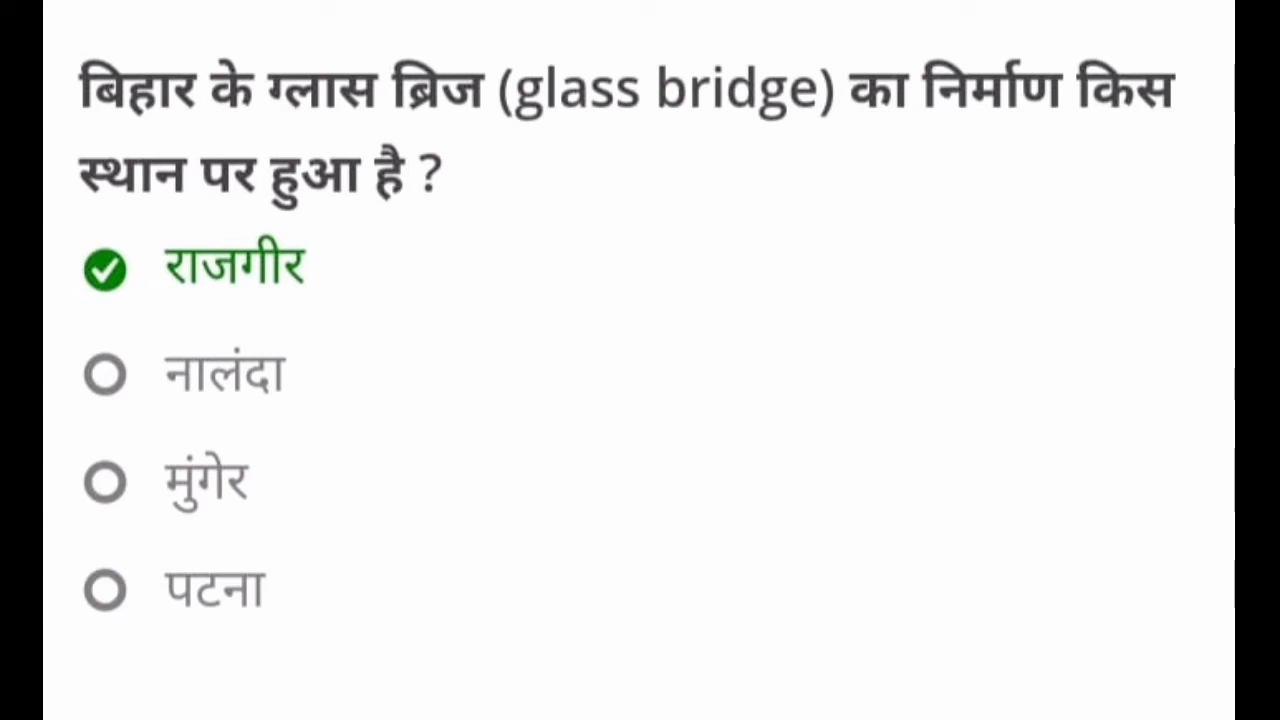 बिहार के ग्लास ब्रिज (glass bridge) का निर्माण किस
स्थान पर हुआ है ?
राजगीर
नालंदा
मुंगेर
पटना